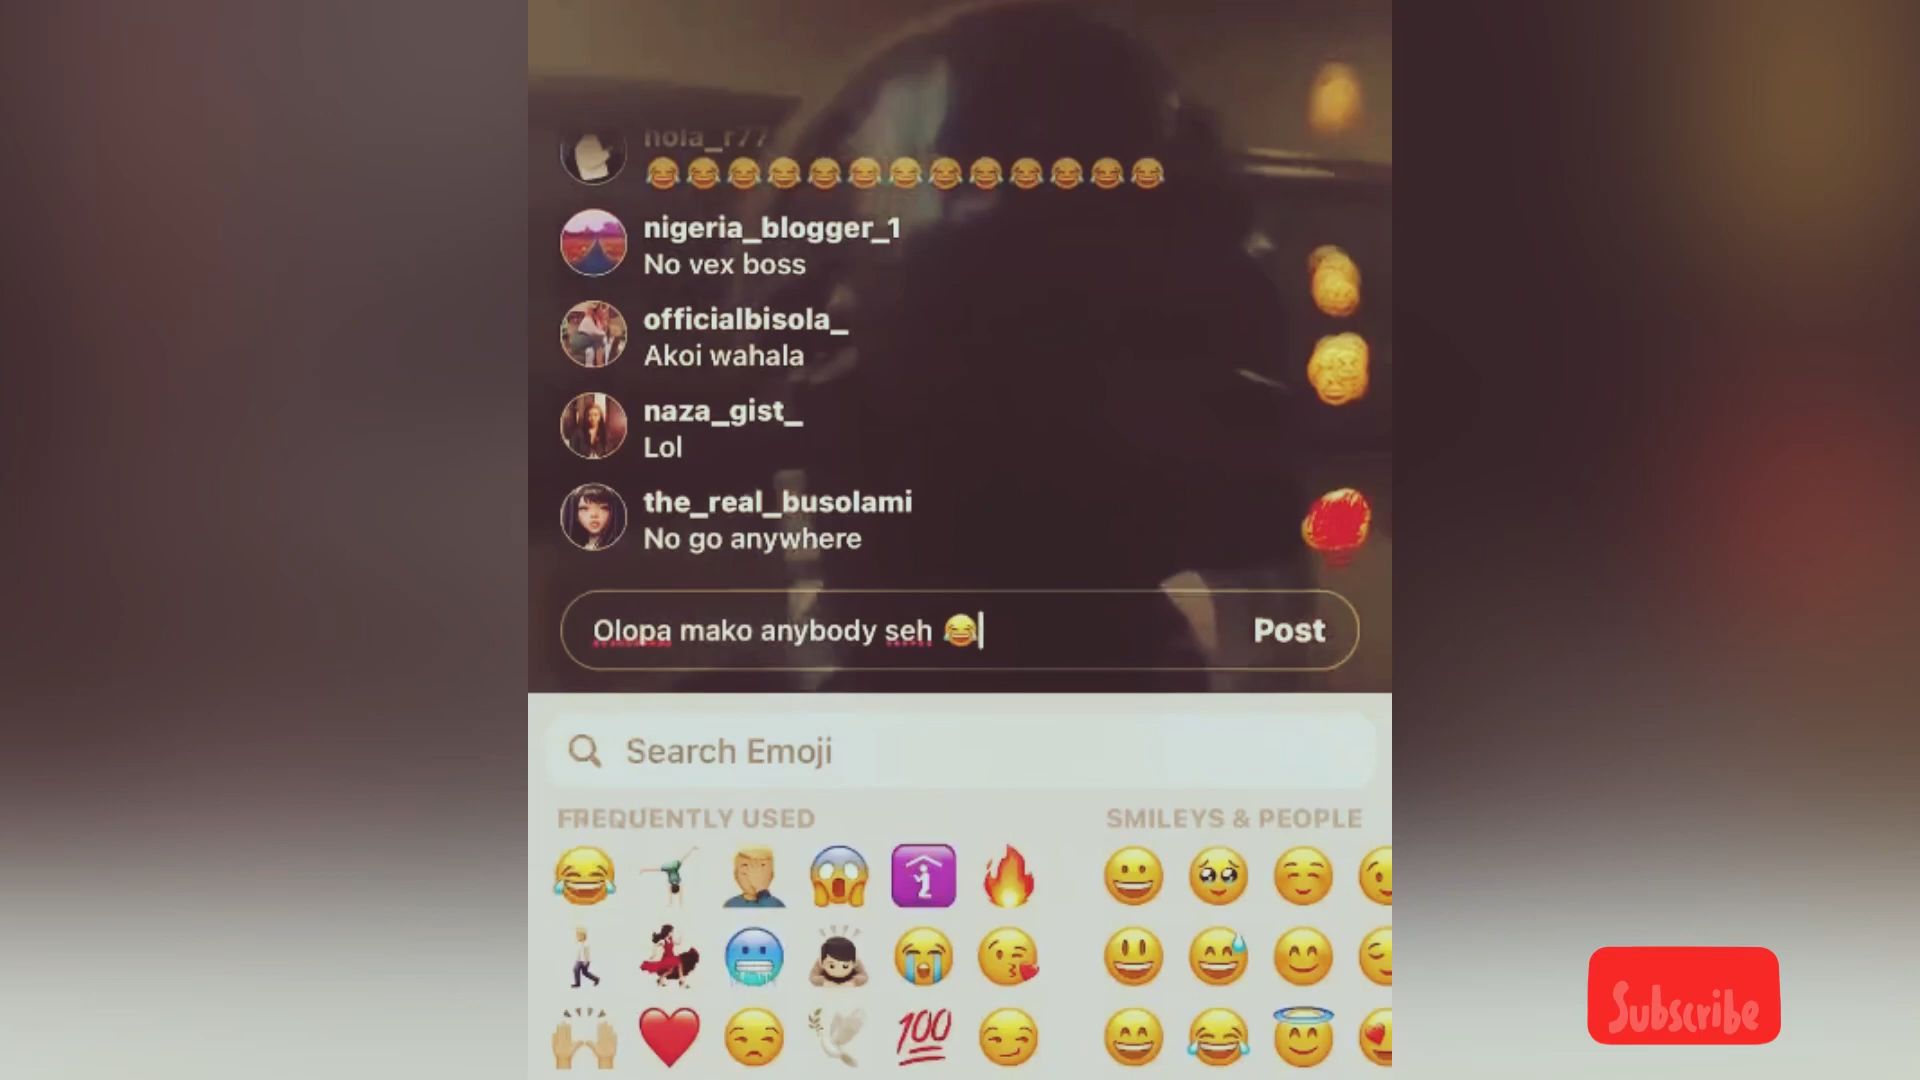 nola_r77
😂😂😂😂😂😂😂😂😂😂😂😂😂
nigeria_blogger_1
No vex boss
officialbisola_
Akoi wahala
naza_gist_
Lol
the_real_busolami
No go anywhere
Olopa mako anybody seh 😂
Post
Search Emoji
FREQUENTLY USED
SMILEYS & PEOPLE
100
Subscribe